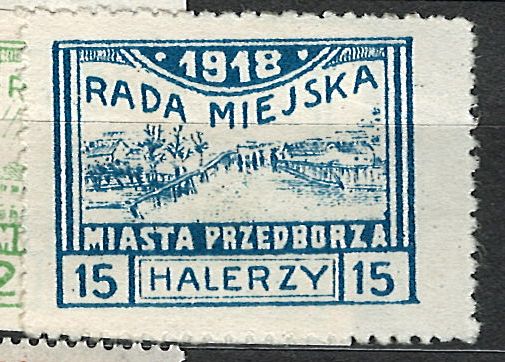 1918
RADA MIEJSKA
MIASTA PRZEDBORZA
15 HALERZY 15